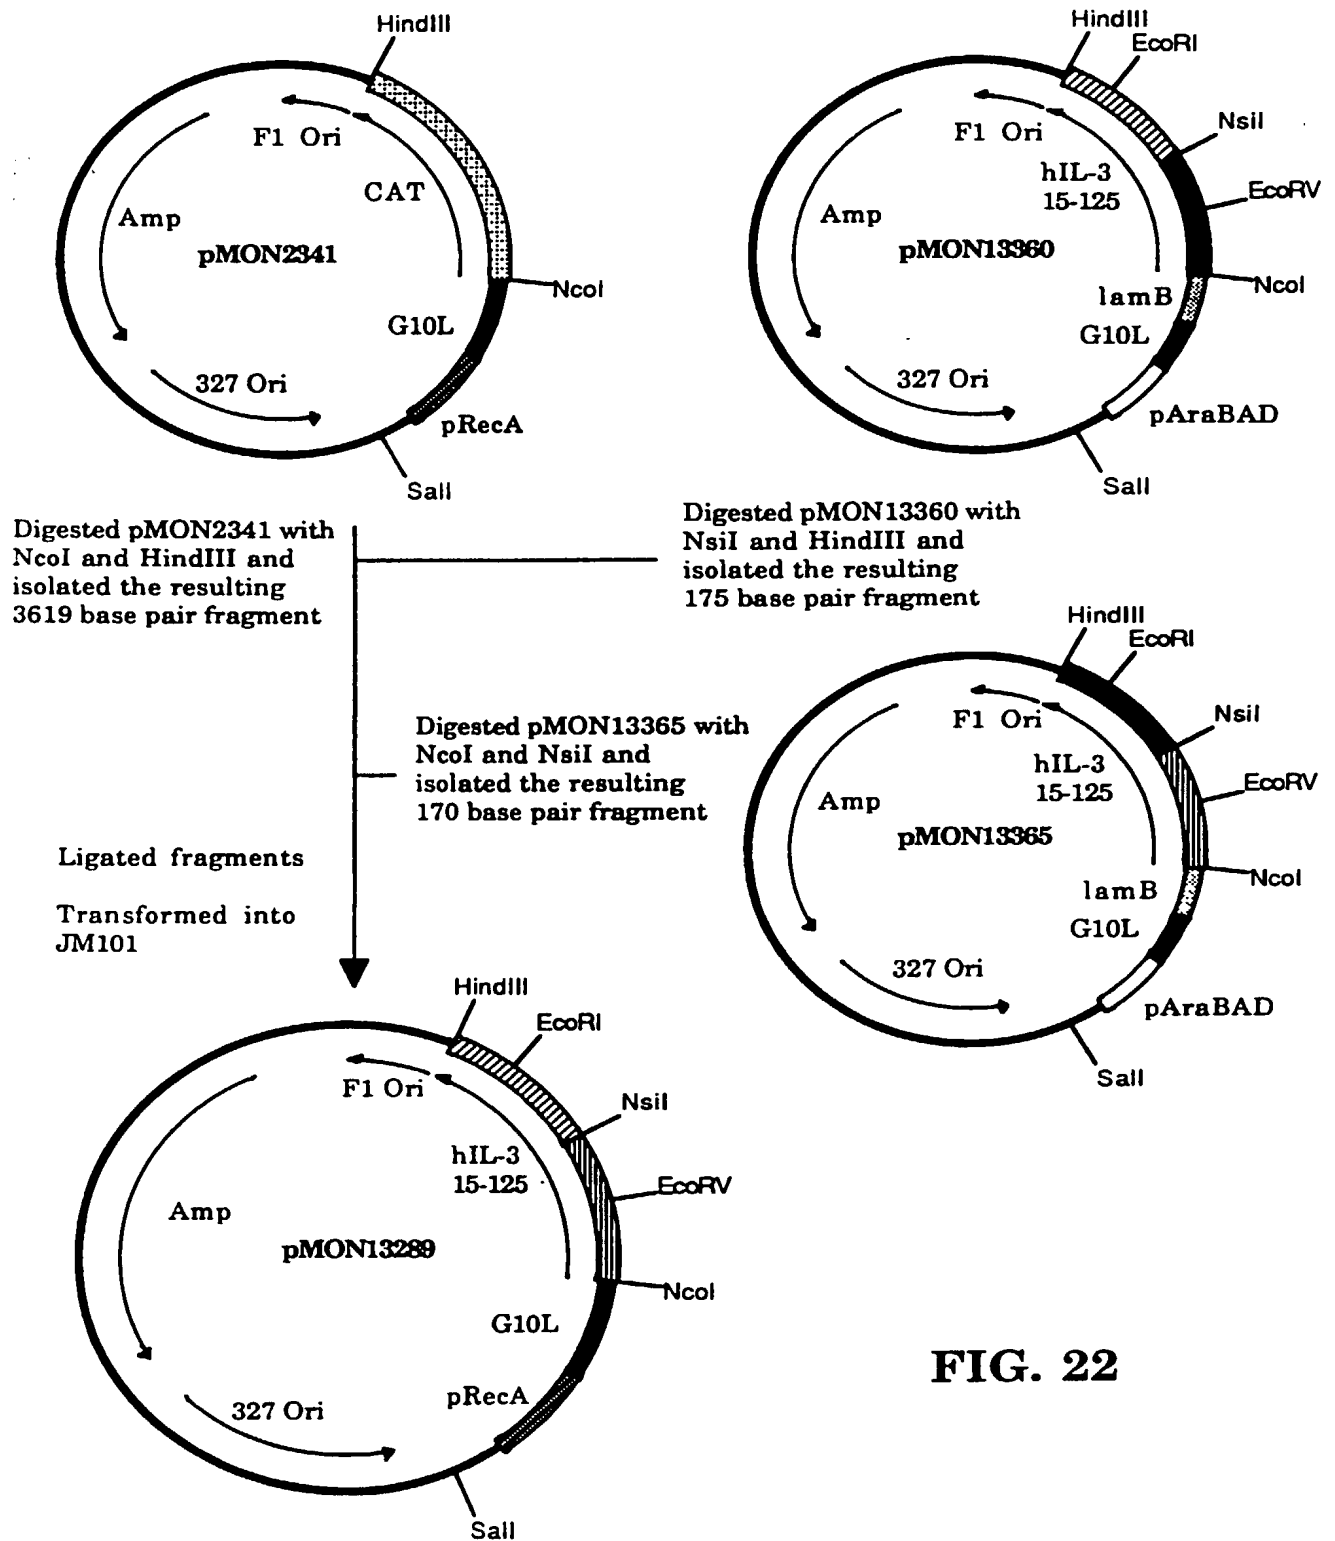 HindIII
F1 Ori
CAT
Amp
pMON2341
NcoI
G10L
327 Ori
pRecA
SalI
HindIII
EcoRI
NsiI
F1 Ori
hIL-3
15-125
EcoRV
Amp
pMON13360
NcoI
lamB
G10L
327 Ori
pAraBAD
SalI
Digested pMON2341 with
NcoI and HindIII and
isolated the resulting
3619 base pair fragment
Digested pMON13360 with
NsiI and HindIII and
isolated the resulting
175 base pair fragment
HindIII
EcoRI
NsiI
F1 Ori
hIL-3
15-125
EcoRV
Amp
pMON13365
NcoI
lamB
G10L
327 Ori
pAraBAD
SalI
Digested pMON13365 with
NcoI and NsiI and
isolated the resulting
170 base pair fragment
Ligated fragments
Transformed into
JM101
HindIII
EcoRI
F1 Ori
NsiI
hIL-3
15-125
EcoRV
Amp
pMON13289
NcoI
G10L
pRecA
327 Ori
SalI
FIG. 22